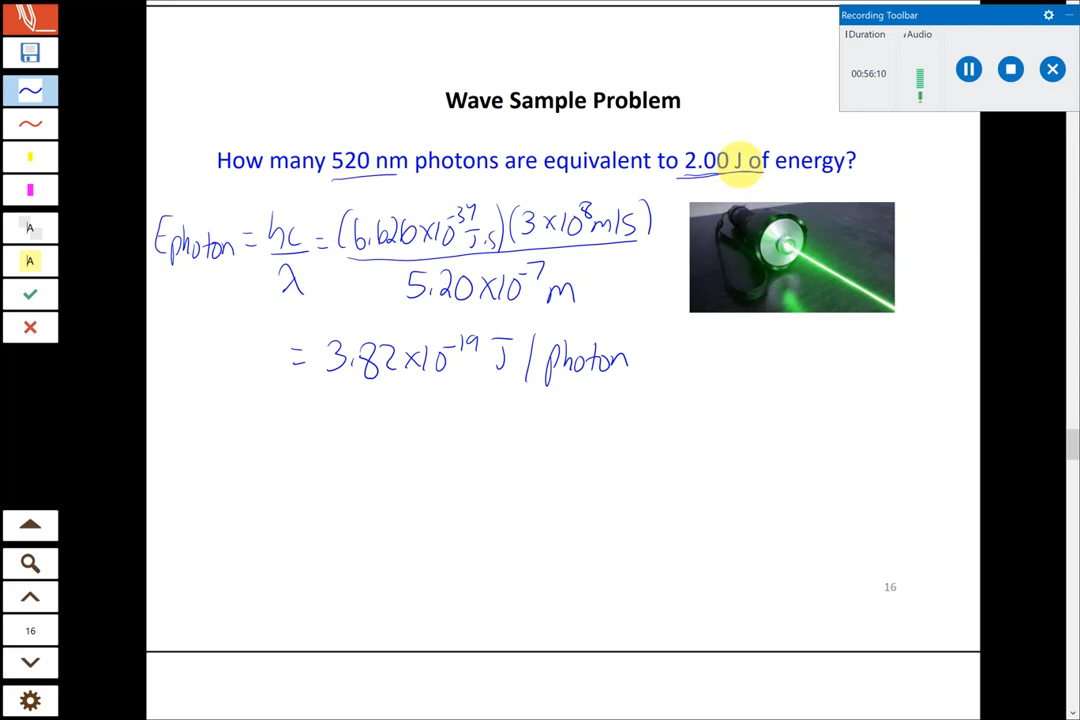 Recording Toolbar
Duration
Audio
00:56:10
Wave Sample Problem
How many 520 nm photons are equivalent to 2.00 J of energy?
Ephoton = hc/λ = (6.626×10⁻³⁴ J.s)(3×10⁸ m/s)
5.20×10⁻⁷ m
= 3.82×10⁻¹⁹ J / photon
A
A
16
16